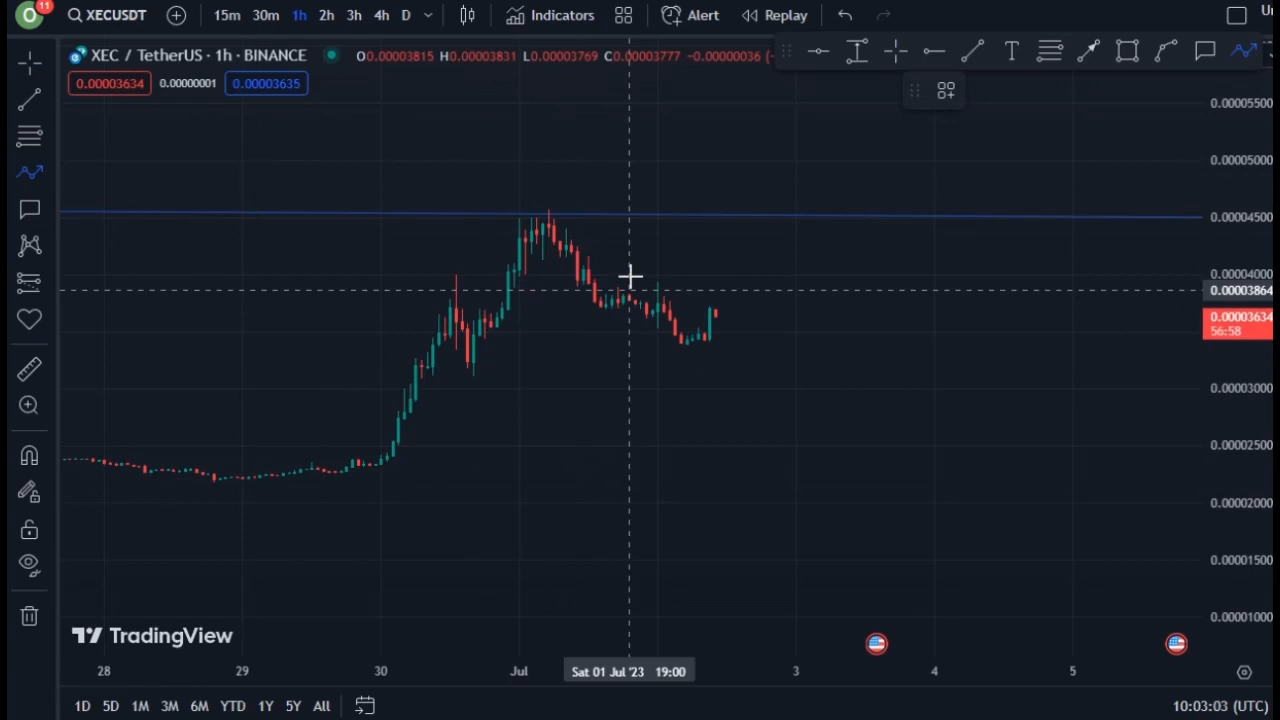 O 11 XECUSDT 15m 30m 1h 2h 3h 4h D Indicators Alert Replay
XEC / TetherUS · 1h · BINANCE O0.00003815 H0.00003831 L0.00003769 C0.00003777 −0.00000036 (
T
0.00003634 0.00000001 0.00003635
0.00005500
0.00005000
0.00004500
0.00004000
0.00003864
0.00003634
56:58
0.00003000
0.00002500
0.00002000
0.00001500
0.00001000
TradingView
28 29 30 Jul Sat 01 Jul '23 19:00 3 4 5
1D 5D 1M 3M 6M YTD 1Y 5Y All 10:03:03 (UTC)